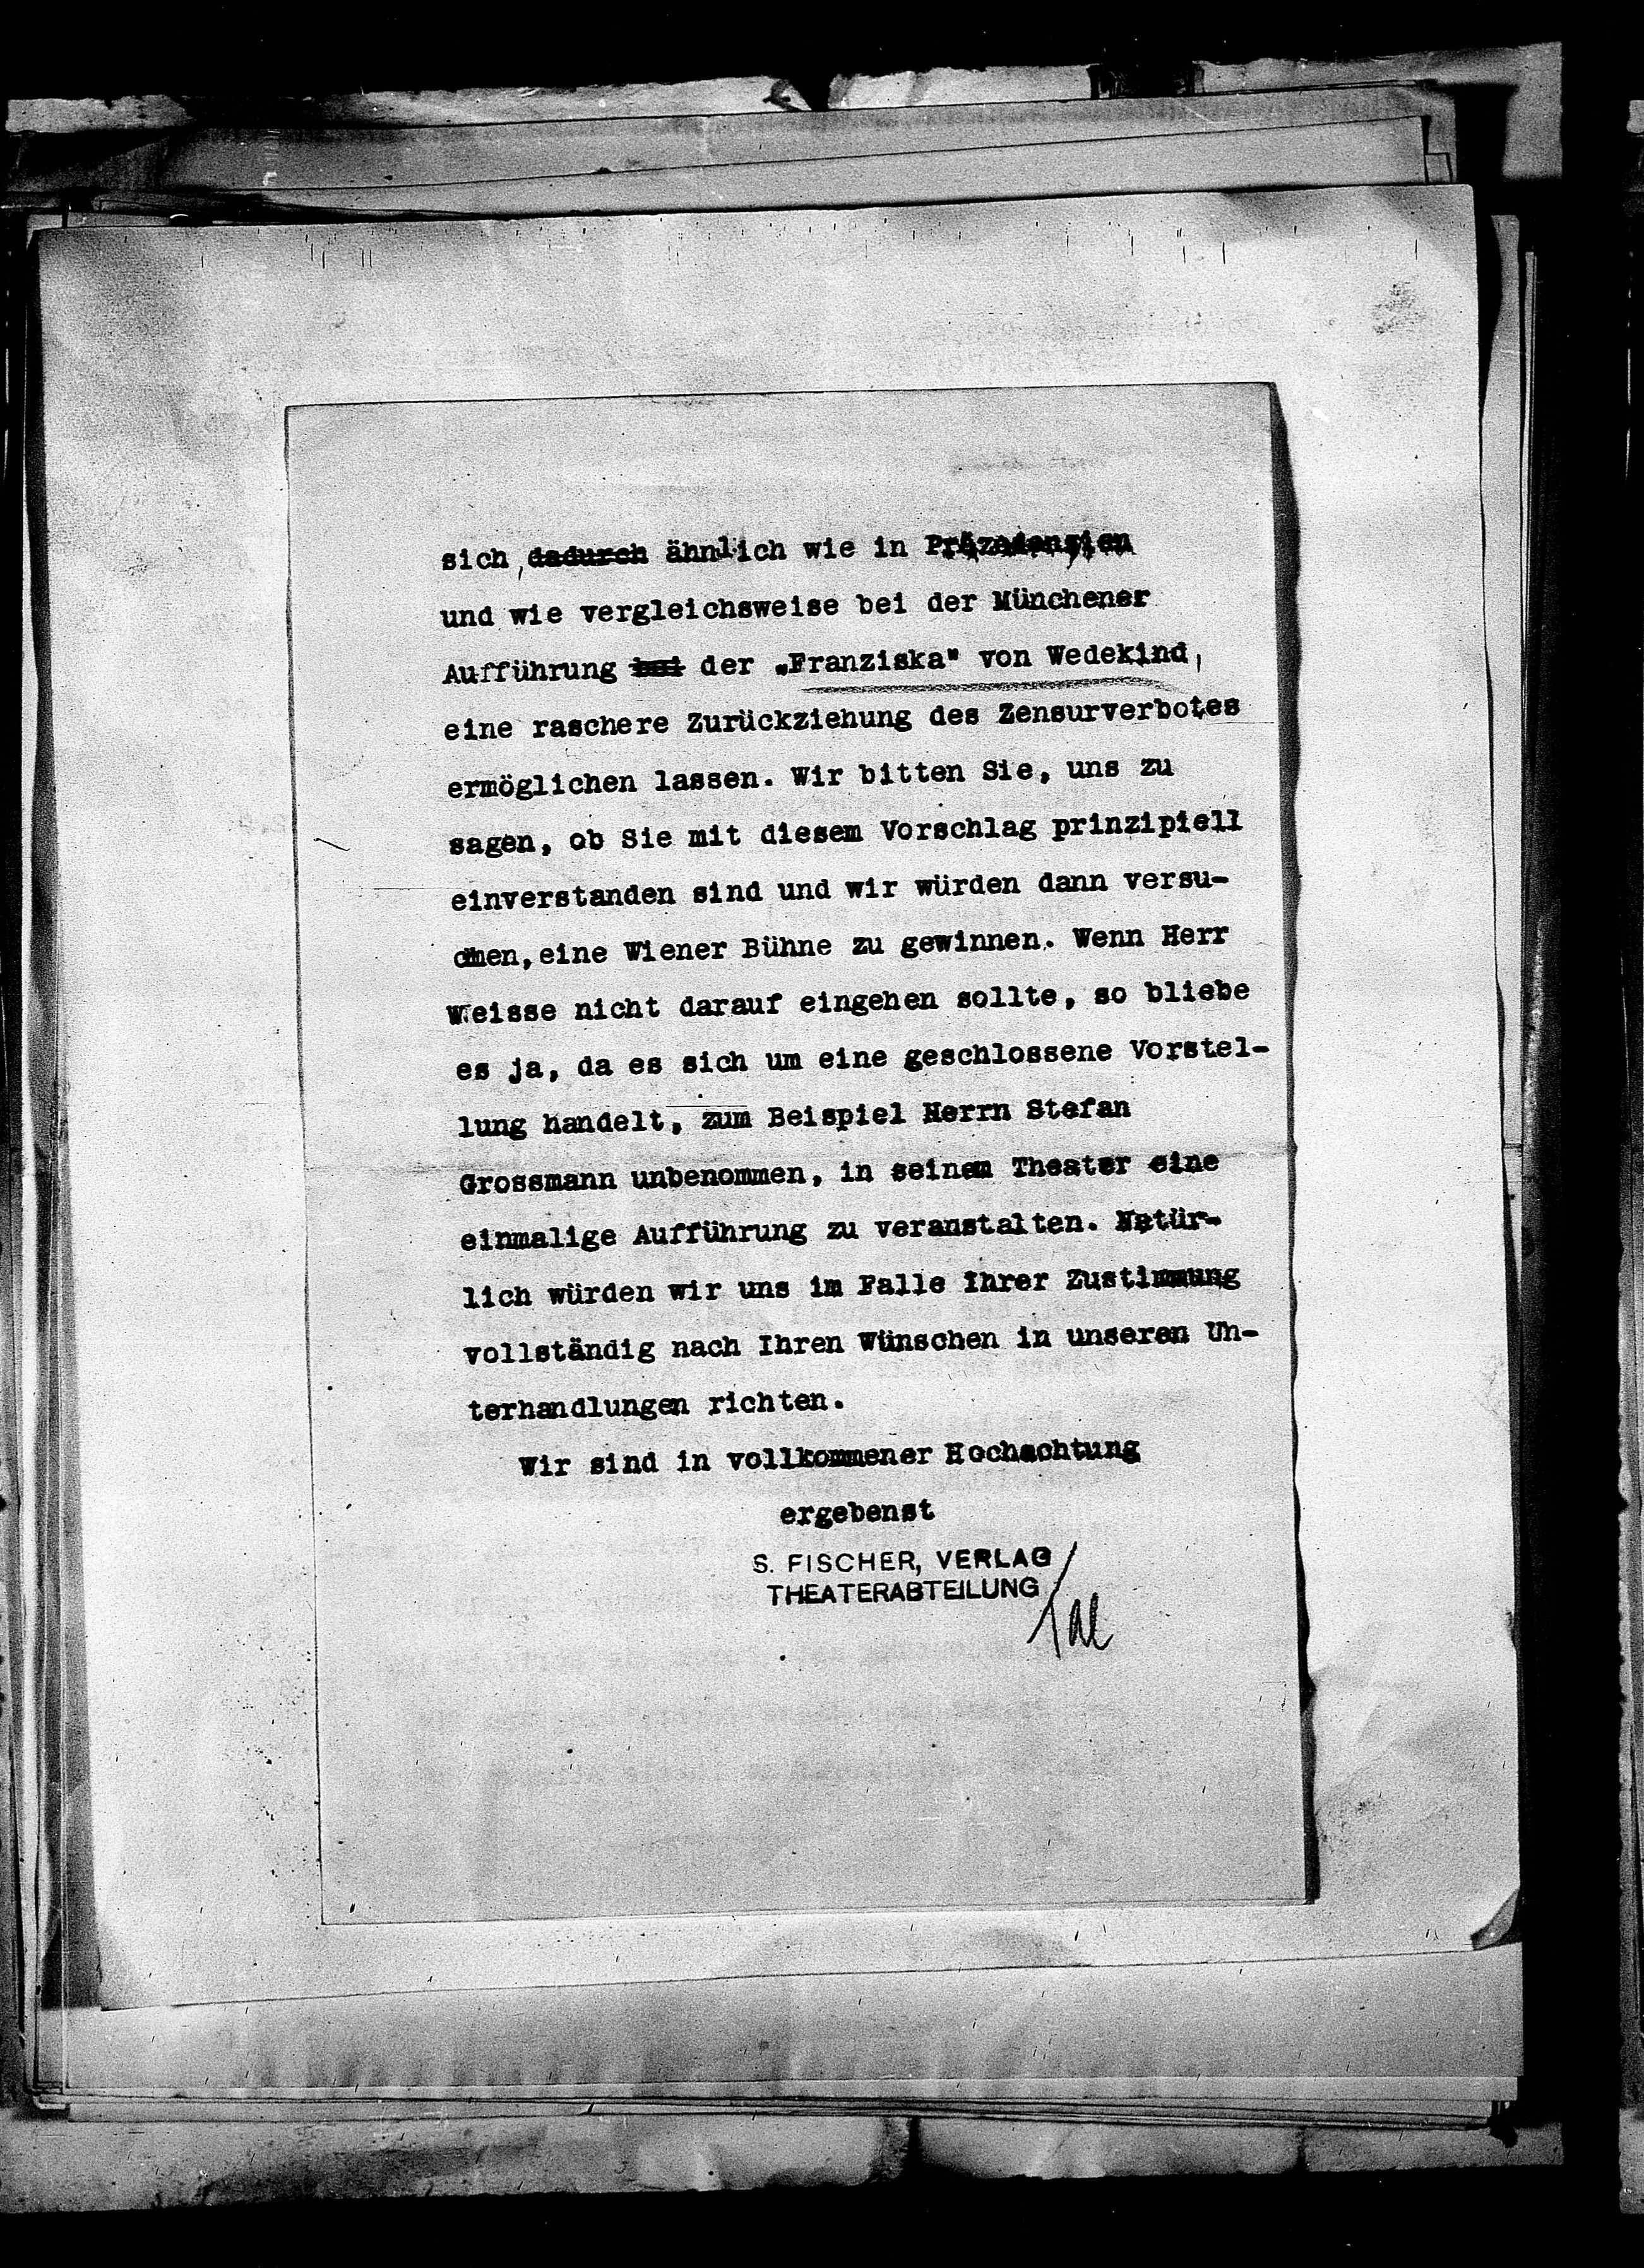 sich, dadurch ähnlich wie in Präzedenzien
und wie vergleichsweise bei der Münchener
Aufführung bei der „Franziska" von Wedekind,
eine raschere Zurückziehung des Zensurverbotes
ermöglichen lassen. Wir bitten Sie, uns zu
sagen, ob Sie mit diesem Vorschlag prinzipiell
einverstanden sind und wir würden dann versu-
chen, eine Wiener Bühne zu gewinnen. Wenn Herr
Weisse nicht darauf eingehen sollte, so bliebe
es ja, da es sich um eine geschlossene Vorstel-
lung handelt, zum Beispiel Herrn Stefan
Grossmann unbenommen, in seinem Theater eine
einmalige Aufführung zu veranstalten. Natür-
lich würden wir uns im Falle Ihrer Zustimmung
vollständig nach Ihren Wünschen in unseren Un-
terhandlungen richten.
Wir sind in vollkommener Hochachtung
ergebenst
S. FISCHER, VERLAG
THEATERABTEILUNG